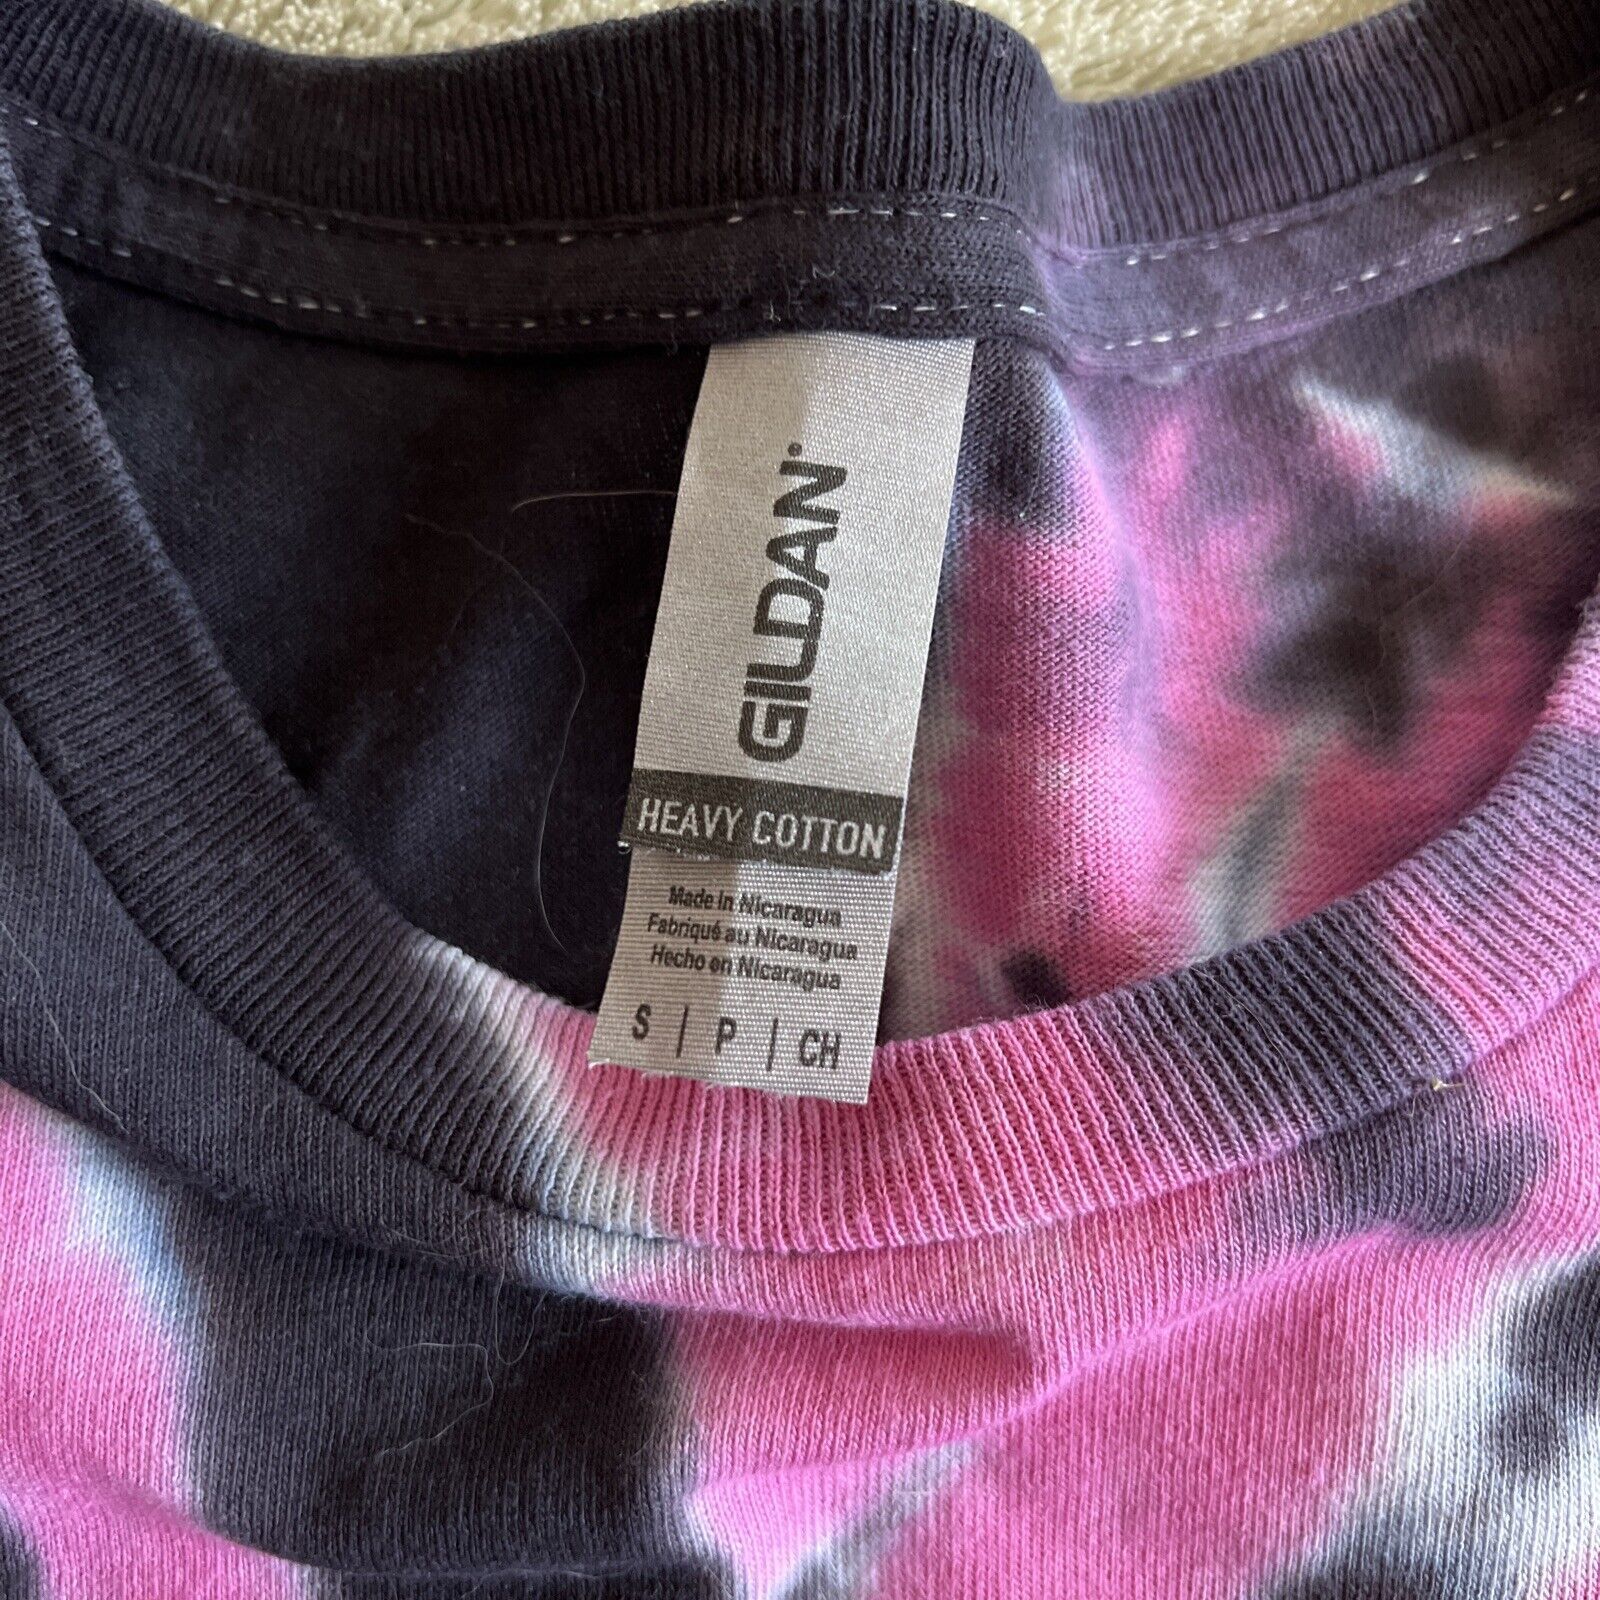 GILDAN
HEAVY COTTON
Made in Nicaragua
Fabriqué au Nicaragua
Hecho en Nicaragua
S | P | CH